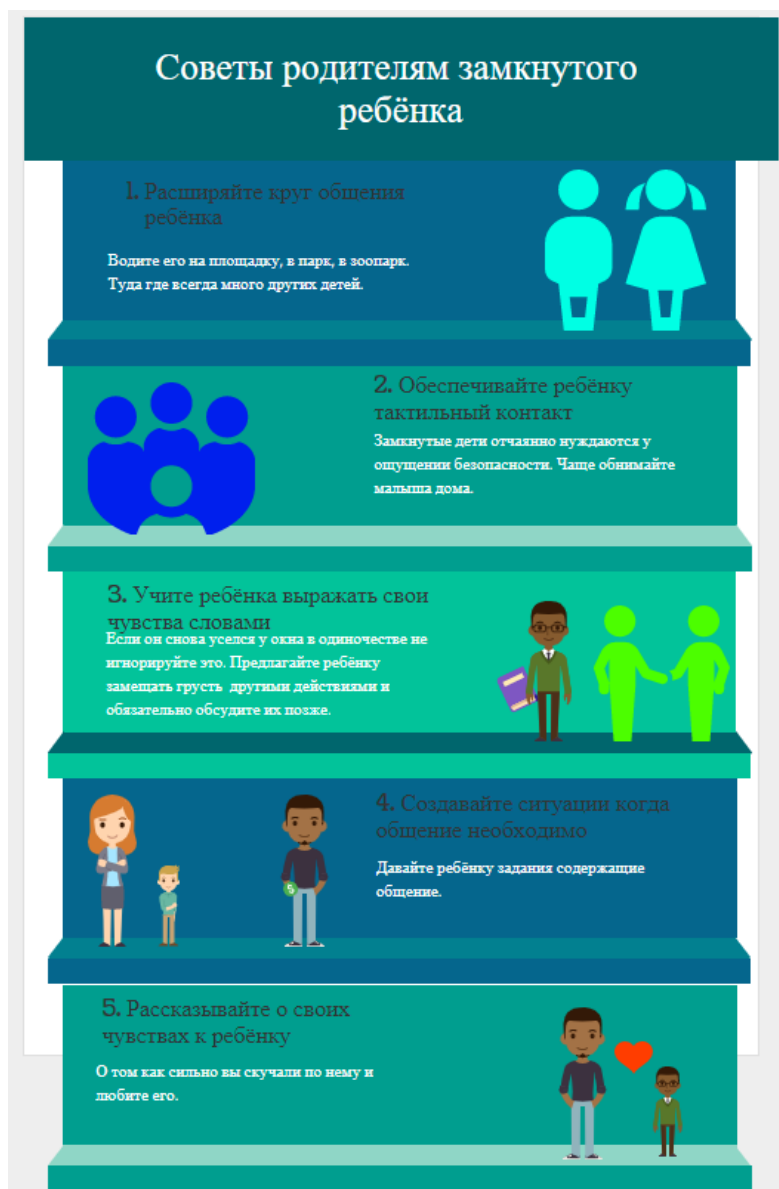 Советы родителям замкнутого
ребёнка
1. Расширяйте круг общения
ребёнка
Водите его на площадку, в парк, в зоопарк.
Туда где всегда много других детей.
2. Обеспечивайте ребёнку
тактильный контакт
Замкнутые дети отчаянно нуждаются у
ощущении безопасности. Чаще обнимайте
малыша дома.
3. Учите ребёнка выражать свои
чувства словами
Если он снова уселся у окна в одиночестве не
игнорируйте это. Предлагайте ребёнку
замещать грусть другими действиями и
обязательно обсудите их позже.
4. Создавайте ситуации когда
общение необходимо
Давайте ребёнку задания содержащие
общение.
5
5. Рассказывайте о своих
чувствах к ребёнку
О том как сильно вы скучали по нему и
любите его.